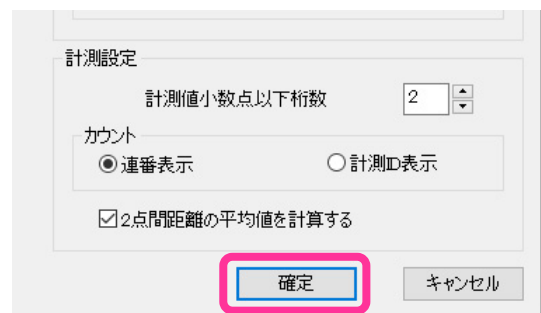 計測設定
計測値小数点以下桁数 2
カウント
連番表示 計測ID表示
2点間距離の平均値を計算する
確定 キャンセル